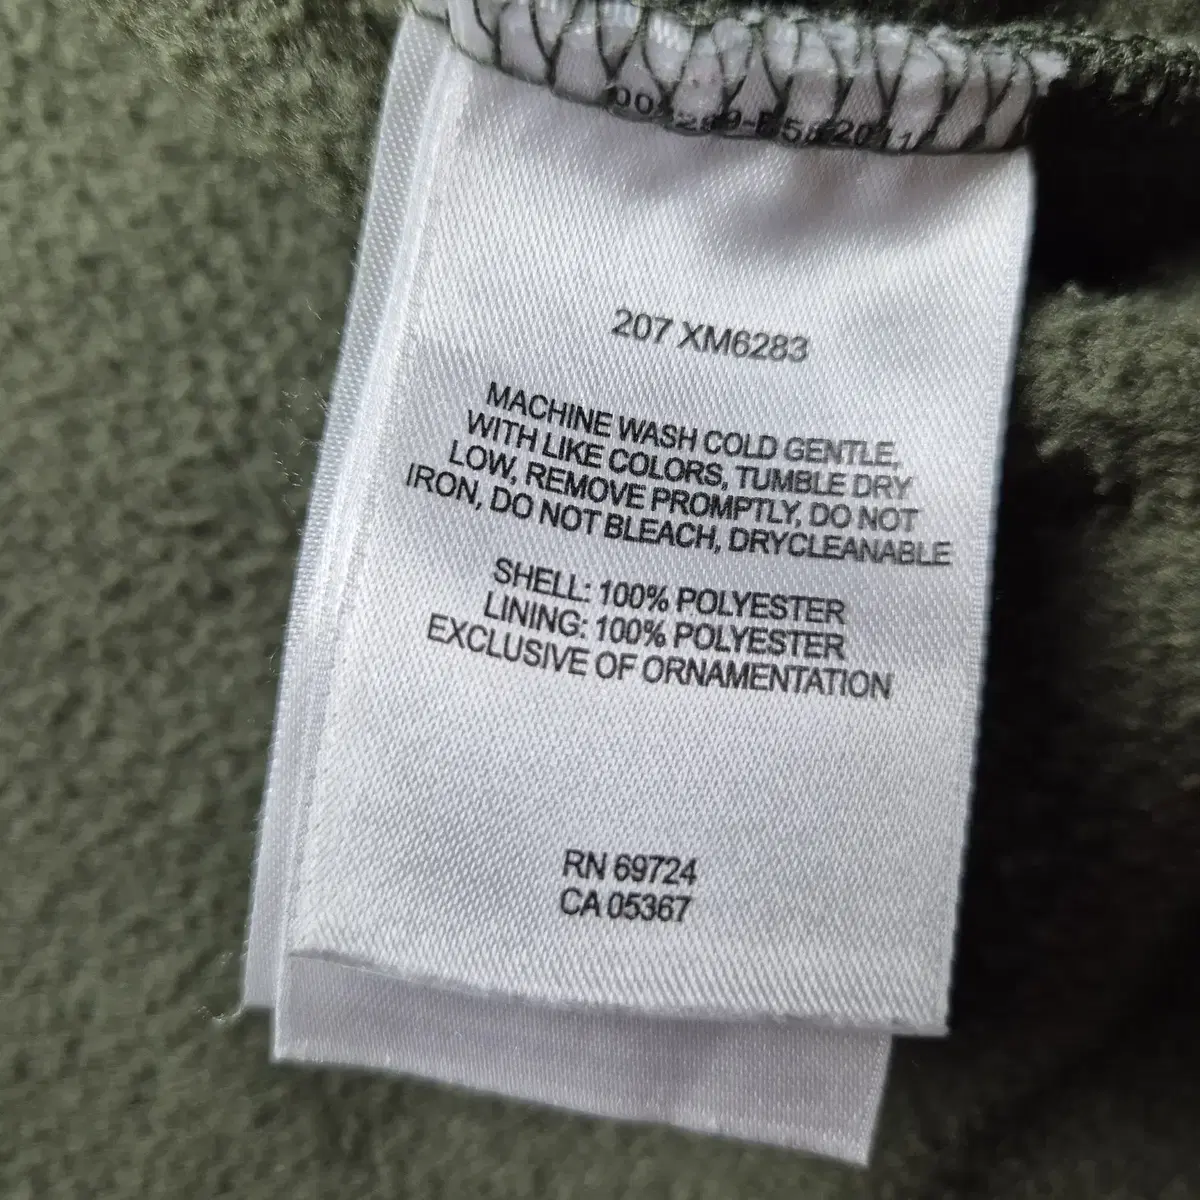 207 XM6283
MACHINE WASH COLD GENTLE,
WITH LIKE COLORS, TUMBLE DRY
LOW, REMOVE PROMPTLY, DO NOT
IRON, DO NOT BLEACH, DRYCLEANABLE
SHELL: 100% POLYESTER
LINING: 100% POLYESTER
EXCLUSIVE OF ORNAMENTATION
RN 69724
CA 05367